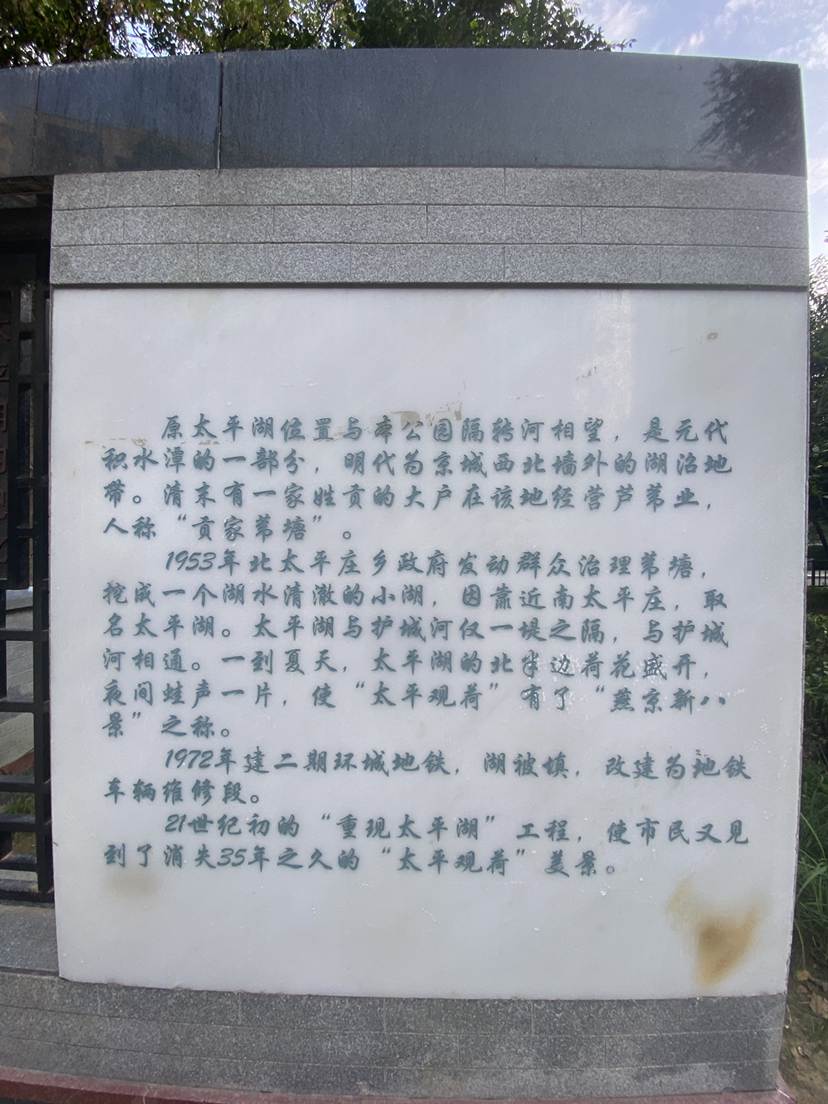 原太平湖位置与本公园隔转河相望，是元代
积水潭的一部分，明代为京城西北墙外的湖沼地
带。清末有一家姓贡的大户在该地经营芦苇业，
人称“贡家苇塘”。
1953年北太平庄乡政府发动群众治理苇塘，
挖成一个湖水清澈的小湖，因靠近南太平庄，取
名太平湖。太平湖与护城河仅一堤之隔，与护城
河相通。一到夏天，太平湖的北半边荷花盛开，
夜间蛙声一片，使“太平观荷”有了“燕京新八
景”之称。
1972年建二期环城地铁，湖被填，改建为地铁
车辆维修段。
21世纪初的“重现太平湖”工程，使市民又见
到了消失35年之久的“太平观荷”美景。